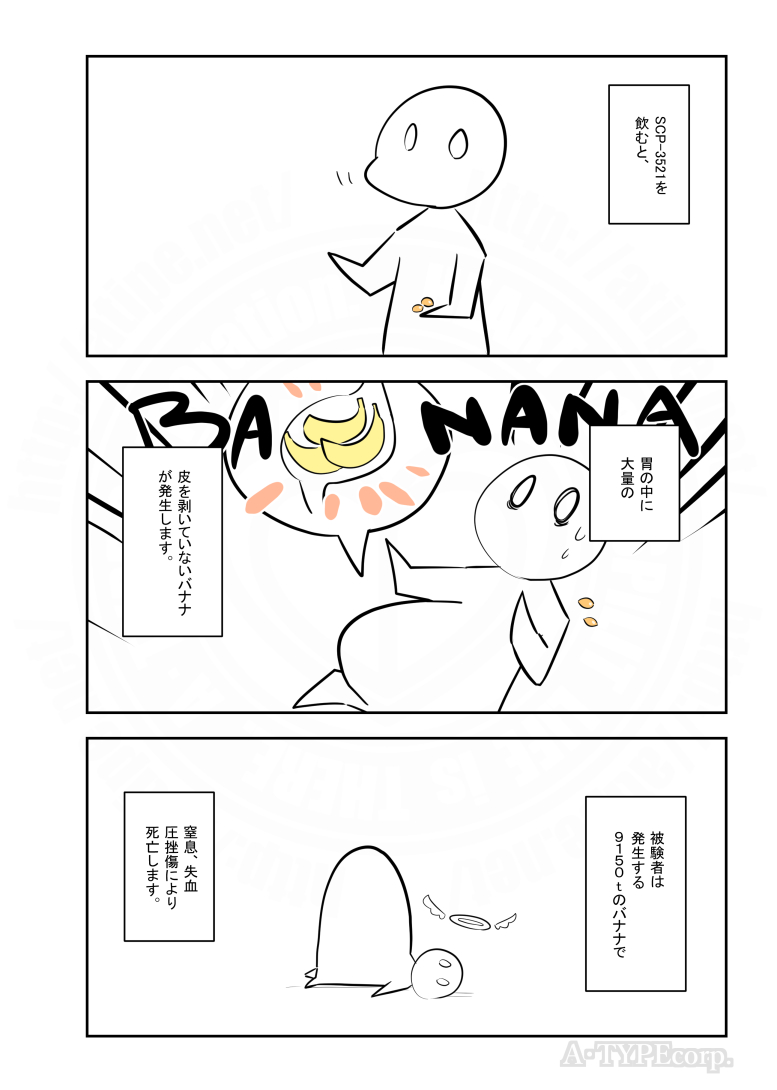 SCP-3521を
飲むと、
BANANA
胃の中に
大量の
皮を剥いていないバナナ
が発生します。
被験者は
発生する
9150tのバナナで
窒息、失血
圧挫傷により
死亡します。
A-TYPEcorp.